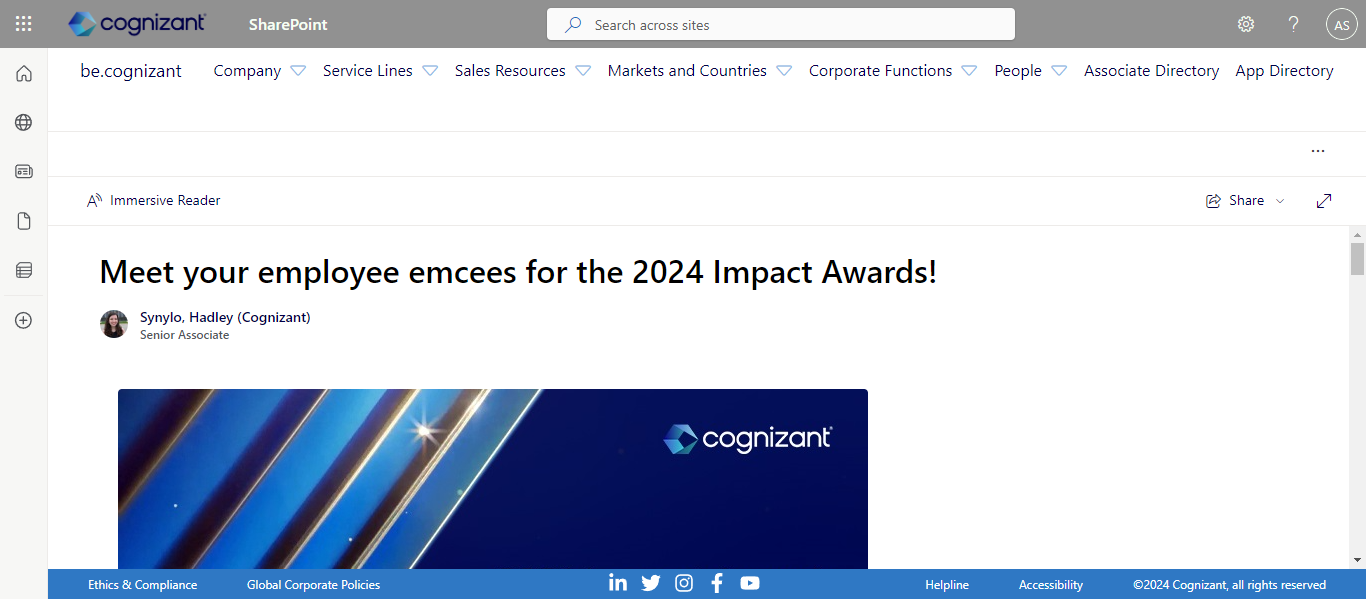 cognizant
SharePoint
Search across sites
?
AS
be.cognizant
Company
Service Lines
Sales Resources
Markets and Countries
Corporate Functions
People
Associate Directory
App Directory
...
Immersive Reader
Share
Meet your employee emcees for the 2024 Impact Awards!
Synylo, Hadley (Cognizant)
Senior Associate
cognizant
Ethics & Compliance
Global Corporate Policies
Helpline
Accessibility
©2024 Cognizant, all rights reserved